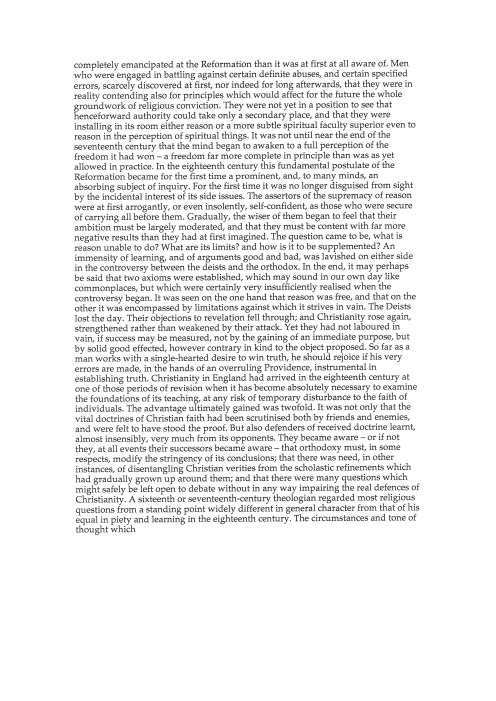 completely emancipated at the Reformation than it was at first at all aware of. Men
who were engaged in battling against certain definite abuses, and certain specified
errors, scarcely discovered at first, nor indeed for long afterwards, that they were in
reality contending also for principles which would affect for the future the whole
groundwork of religious conviction. They were not yet in a position to see that
henceforward authority could take only a secondary place, and that they were
installing in its room either reason or a more subtle spiritual faculty superior even to
reason in the perception of spiritual things. It was not until near the end of the
seventeenth century that the mind began to awaken to a full perception of the
freedom it had won – a freedom far more complete in principle than was as yet
allowed in practice. In the eighteenth century this fundamental postulate of the
Reformation became for the first time a prominent, and, to many minds, an
absorbing subject of inquiry. For the first time it was no longer disguised from sight
by the incidental interest of its side issues. The assertors of the supremacy of reason
were at first arrogantly, or even insolently, self-confident, as those who were secure
of carrying all before them. Gradually, the wiser of them began to feel that their
ambition must be largely moderated, and that they must be content with far more
negative results than they had at first imagined. The question came to be, what is
reason unable to do? What are its limits? and how is it to be supplemented? An
immensity of learning, and of arguments good and bad, was lavished on either side
in the controversy between the deists and the orthodox. In the end, it may perhaps
be said that two axioms were established, which may sound in our own day like
commonplaces, but which were certainly very insufficiently realised when the
controversy began. It was seen on the one hand that reason was free, and that on the
other it was encompassed by limitations against which it strives in vain. The Deists
lost the day. Their objections to revelation fell through; and Christianity rose again,
strengthened rather than weakened by their attack. Yet they had not laboured in
vain, if success may be measured, not by the gaining of an immediate purpose, but
by solid good effected, however contrary in kind to the object proposed. So far as a
man works with a single-hearted desire to win truth, he should rejoice if his very
errors are made, in the hands of an overruling Providence, instrumental in
establishing truth. Christianity in England had arrived in the eighteenth century at
one of those periods of revision when it has become absolutely necessary to examine
the foundations of its teaching, at any risk of temporary disturbance to the faith of
individuals. The advantage ultimately gained was twofold. It was not only that the
vital doctrines of Christian faith had been scrutinised both by friends and enemies,
and were felt to have stood the proof. But also defenders of received doctrine learnt,
almost insensibly, very much from its opponents. They became aware – or if not
they, at all events their successors became aware – that orthodoxy must, in some
respects, modify the stringency of its conclusions; that there was need, in other
instances, of disentangling Christian verities from the scholastic refinements which
had gradually grown up around them; and that there were many questions which
might safely be left open to debate without in any way impairing the real defences of
Christianity. A sixteenth or seventeenth-century theologian regarded most religious
questions from a standing point widely different in general character from that of his
equal in piety and learning in the eighteenth century. The circumstances and tone of
thought which